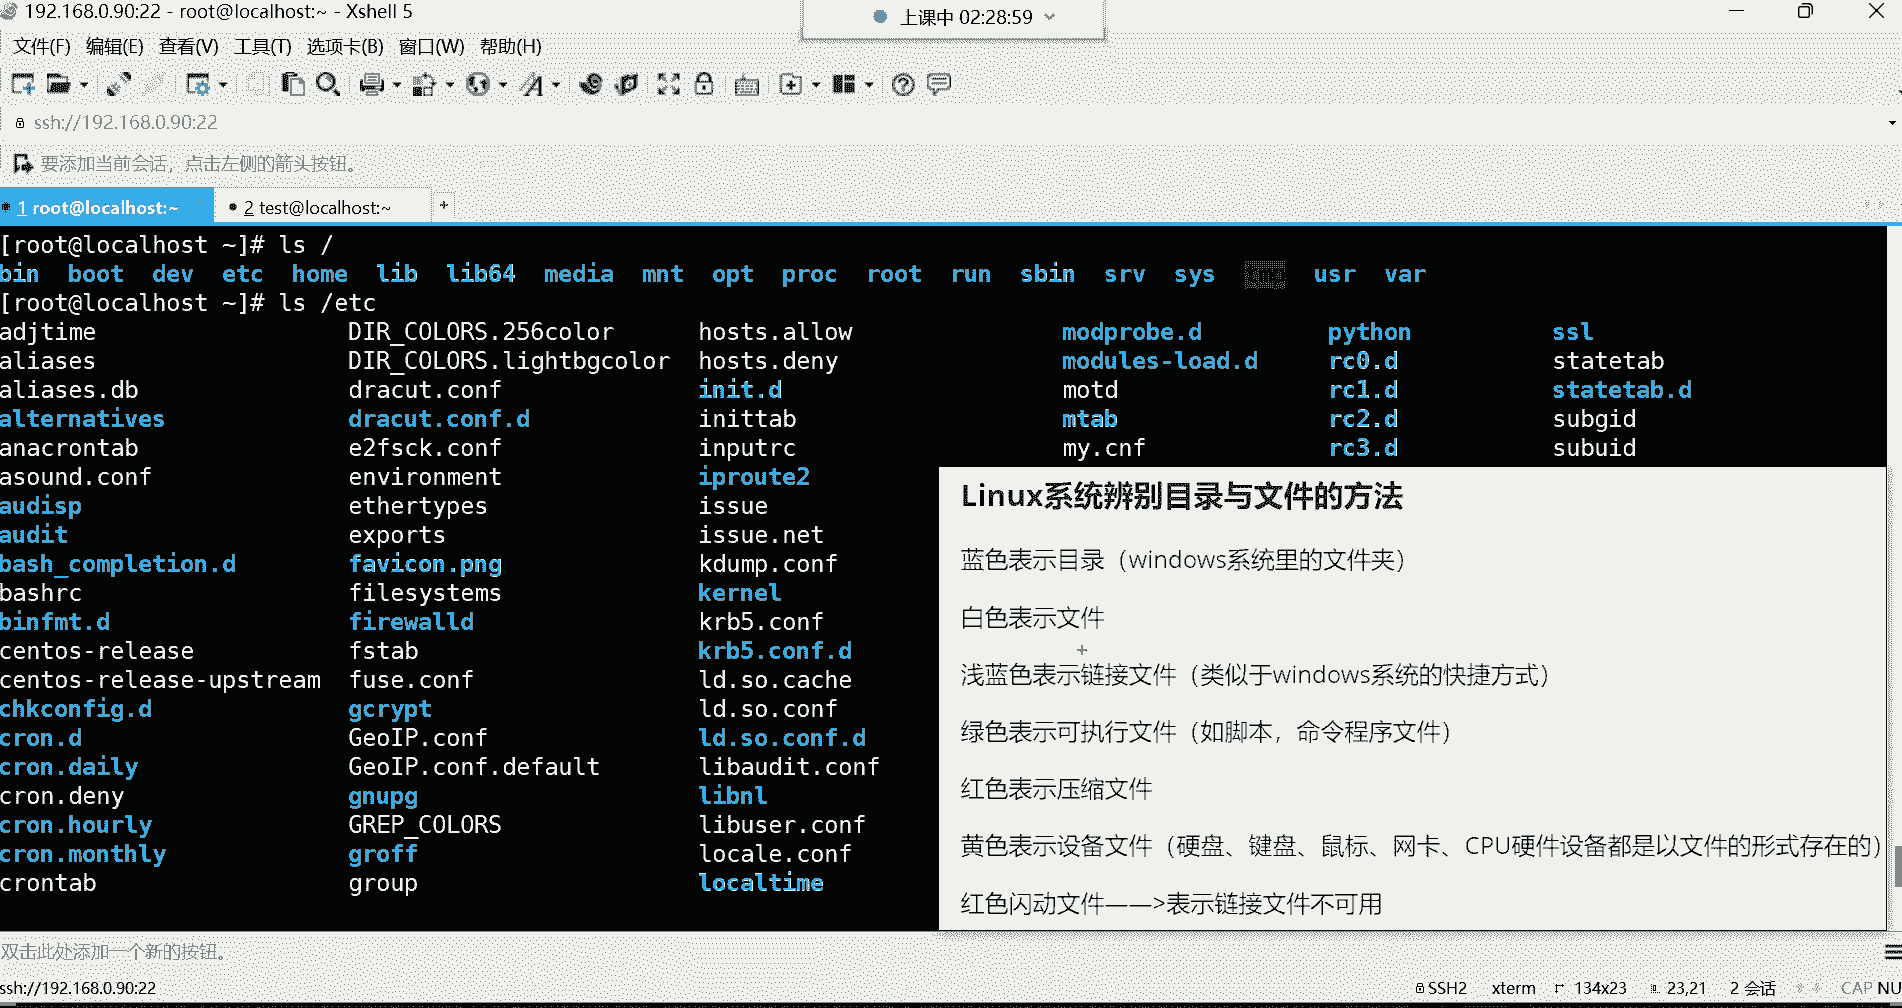 192.168.0.90:22 - root@localhost:~ - Xshell 5
上课中 02:28:59
文件(F) 编辑(E) 查看(V) 工具(T) 选项卡(B) 窗口(W) 帮助(H)
ssh://192.168.0.90:22
要添加当前会话，点击左侧的箭头按钮。
1 root@localhost:~ 2 test@localhost:~ +
[root@localhost ~]# ls /
bin boot dev etc home lib lib64 media mnt opt proc root run sbin srv sys tmp usr var
[root@localhost ~]# ls /etc
adjtime DIR_COLORS.256color hosts.allow modprobe.d python ssl
aliases DIR_COLORS.lightbgcolor hosts.deny modules-load.d rc0.d statetab
aliases.db dracut.conf init.d motd rc1.d statetab.d
alternatives dracut.conf.d inittab mtab rc2.d subgid
anacrontab e2fsck.conf inputrc my.cnf rc3.d subuid
asound.conf environment iproute2
audisp ethertypes issue
audit exports issue.net
bash_completion.d favicon.png kdump.conf
bashrc filesystems kernel
binfmt.d firewalld krb5.conf
centos-release fstab krb5.conf.d
centos-release-upstream fuse.conf ld.so.cache
chkconfig.d gcrypt ld.so.conf
cron.d GeoIP.conf ld.so.conf.d
cron.daily GeoIP.conf.default libaudit.conf
cron.deny gnupg libnl
cron.hourly GREP_COLORS libuser.conf
cron.monthly groff locale.conf
crontab group localtime
Linux系统辨别目录与文件的方法
蓝色表示目录（windows系统里的文件夹）
白色表示文件
浅蓝色表示链接文件（类似于windows系统的快捷方式）
绿色表示可执行文件（如脚本，命令程序文件）
红色表示压缩文件
黄色表示设备文件（硬盘、键盘、鼠标、网卡、CPU硬件设备都是以文件的形式存在的）
红色闪动文件——>表示链接文件不可用
双击此处添加一个新的按钮。
ssh://192.168.0.90:22 SSH2 xterm 134x23 23,21 2 会话 CAP NU